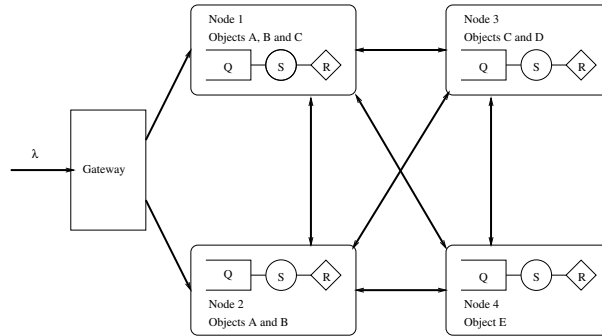 Node 1
Objects A, B and C
Q S R
Node 3
Objects C and D
Q S R
λ
Gateway
Q S R
Node 2
Objects A and B
Q S R
Node 4
Object E